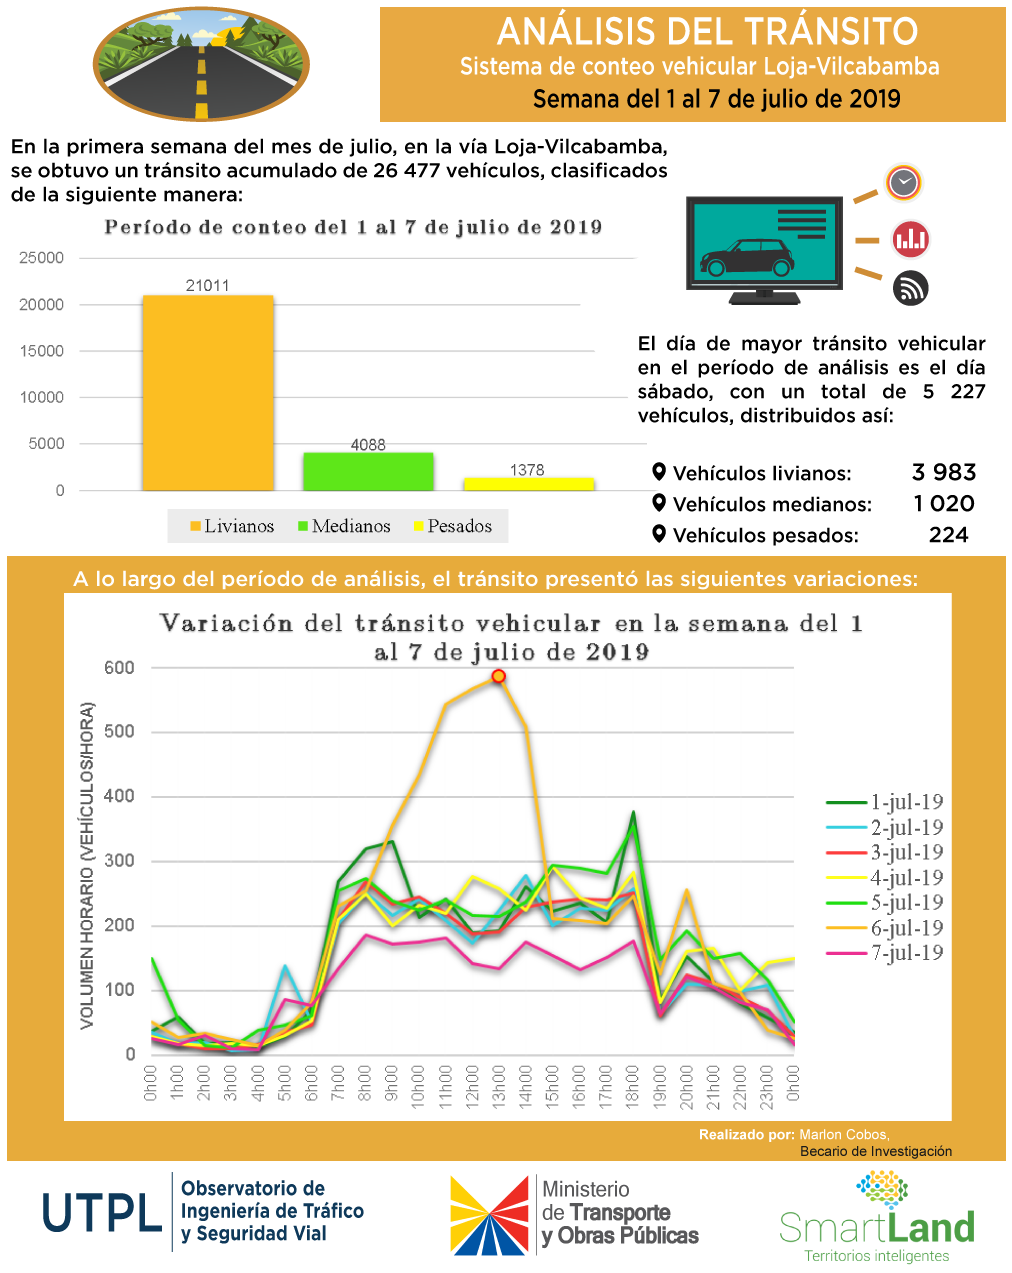 ANÁLISIS DEL TRÁNSITO
Sistema de conteo vehicular Loja-Vilcabamba
Semana del 1 al 7 de julio de 2019
En la primera semana del mes de julio, en la vía Loja-Vilcabamba,
se obtuvo un tránsito acumulado de 26 477 vehículos, clasificados
de la siguiente manera:
Período de conteo del 1 al 7 de julio de 2019
25000
20000
15000
10000
5000
0
21011
4088
1378
Livianos
Medianos
Pesados
El día de mayor tránsito vehicular
en el período de análisis es el día
sábado, con un total de 5 227
vehículos, distribuidos así:
Vehículos livianos: 3 983
Vehículos medianos: 1 020
Vehículos pesados: 224
A lo largo del período de análisis, el tránsito presentó las siguientes variaciones:
Variación del tránsito vehicular en la semana del 1
al 7 de julio de 2019
VOLUMEN HORARIO (VEHÍCULOS/HORA)
600
500
400
300
200
100
0
0h00
1h00
2h00
3h00
4h00
5h00
6h00
7h00
8h00
9h00
10h00
11h00
12h00
13h00
14h00
15h00
16h00
17h00
18h00
19h00
20h00
21h00
22h00
23h00
0h00
1-jul-19
2-jul-19
3-jul-19
4-jul-19
5-jul-19
6-jul-19
7-jul-19
Realizado por: Marlon Cobos,
Becario de Investigación
UTPL
Observatorio de
Ingeniería de Tráfico
y Seguridad Vial
Ministerio
de Transporte
y Obras Públicas
SmartLand
Territorios inteligentes